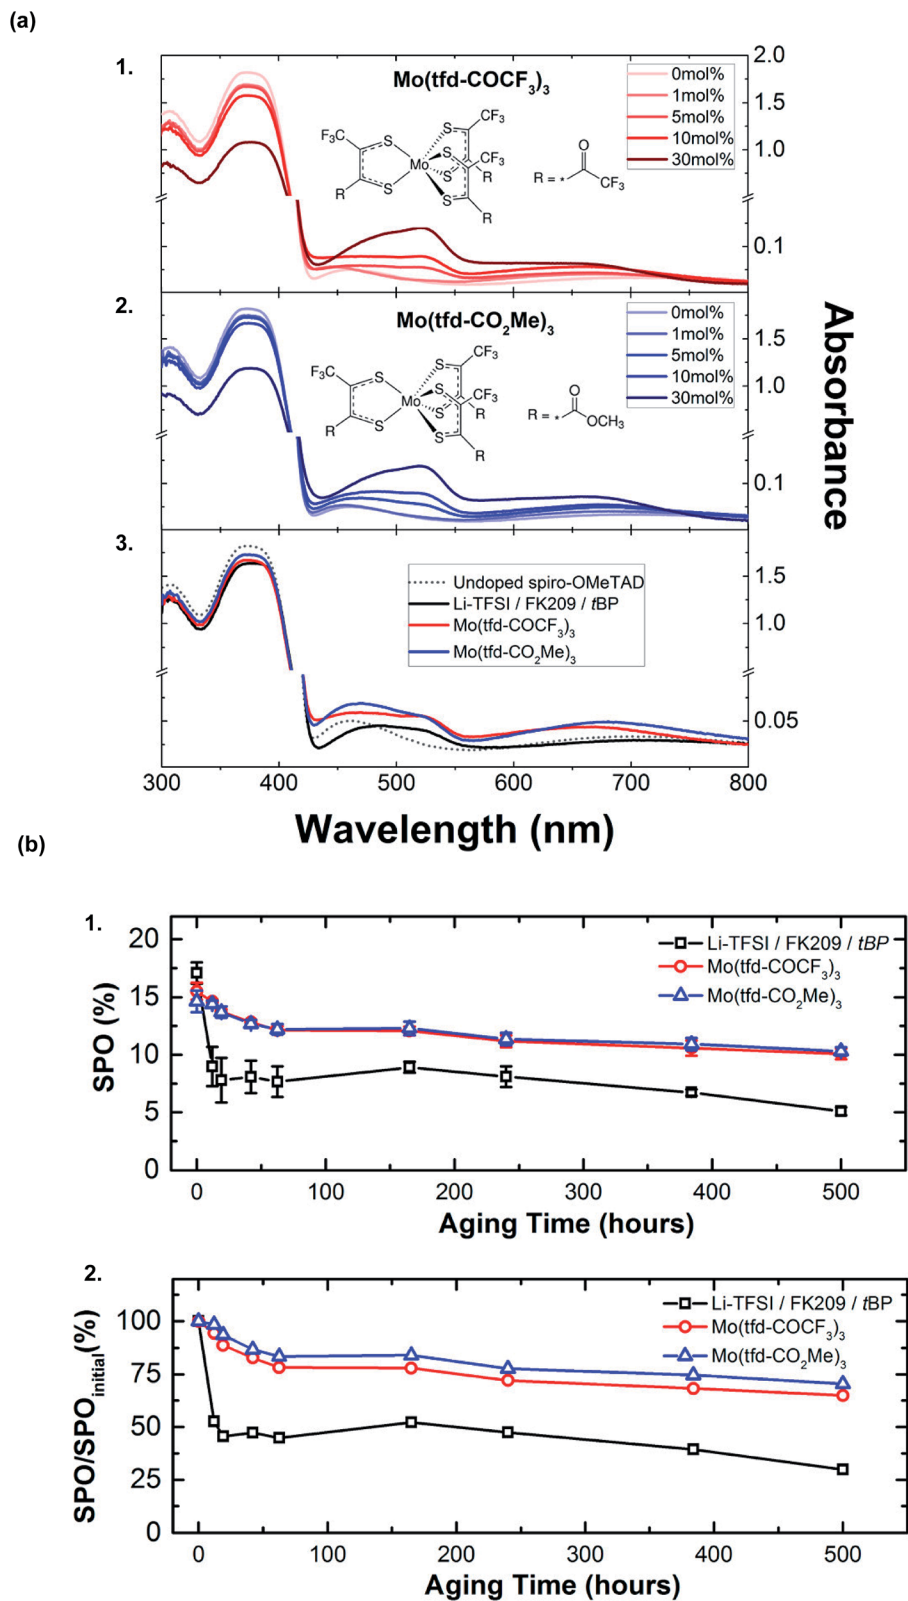 (a)
1.
Mo(tfd-COCF₃)₃
0mol%
1mol%
5mol%
10mol%
30mol%
2.0
1.5
1.0
0.1
F₃C
S
S
CF₃
S
Mo
S
CF₃
S
R
S
R
R
R = *
O
CF₃
2.
Mo(tfd-CO₂Me)₃
0mol%
1mol%
5mol%
10mol%
30mol%
1.5
1.0
0.1
F₃C
S
S
CF₃
S
Mo
S
CF₃
S
R
S
R
R
R = *
O
OCH₃
Absorbance
3.
Undoped spiro-OMeTAD
Li-TFSI / FK209 / tBP
Mo(tfd-COCF₃)₃
Mo(tfd-CO₂Me)₃
1.5
1.0
0.05
300 400 500 600 700 800
Wavelength (nm)
(b)
1.
Li-TFSI / FK209 / tBP
Mo(tfd-COCF₃)₃
Mo(tfd-CO₂Me)₃
SPO (%)
20
15
10
5
0
0 100 200 300 400 500
Aging Time (hours)
2.
Li-TFSI / FK209 / tBP
Mo(tfd-COCF₃)₃
Mo(tfd-CO₂Me)₃
SPO/SPOinitial(%)
100
75
50
25
0
0 100 200 300 400 500
Aging Time (hours)